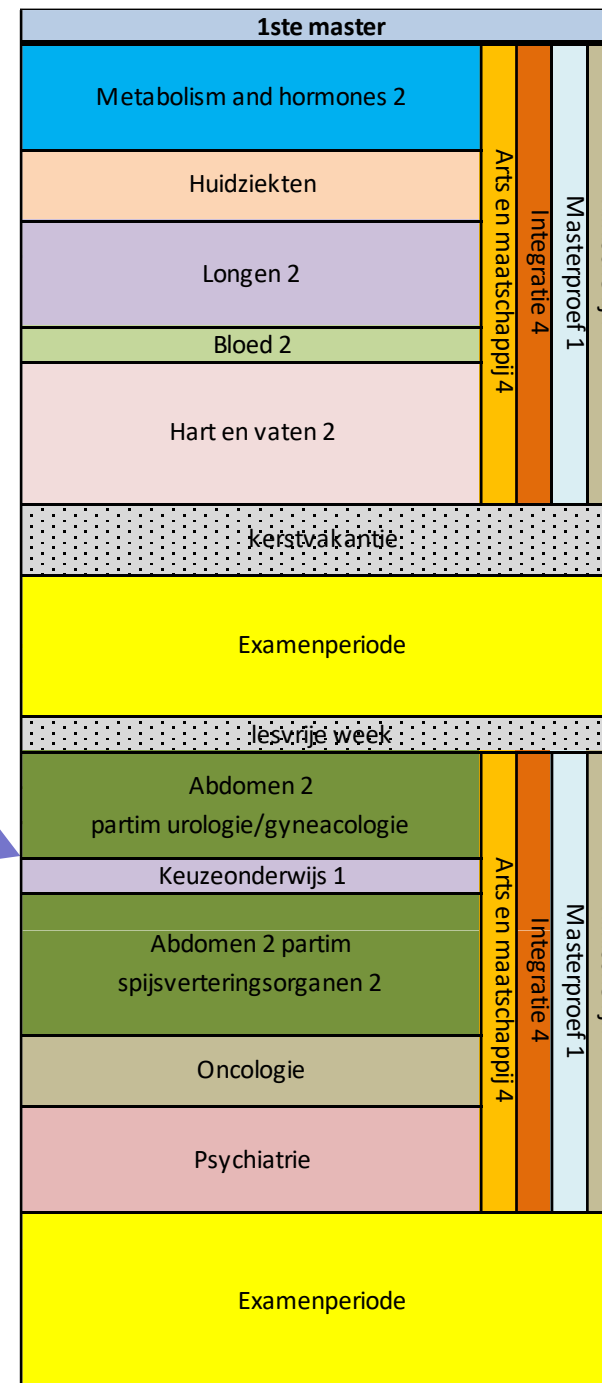 1ste master
Metabolism and hormones 2
Huidziekten
Longen 2
Bloed 2
Hart en vaten 2
Arts en maatschappij 4
Integratie 4
Masterproef 1
kerstvakantie
Examenperiode
lesvrije week
Abdomen 2
partim urologie/gyneacologie
Keuzeonderwijs 1
Abdomen 2 partim
spijsverteringsorganen 2
Oncologie
Psychiatrie
Arts en maatschappij 4
Integratie 4
Masterproef 1
Examenperiode